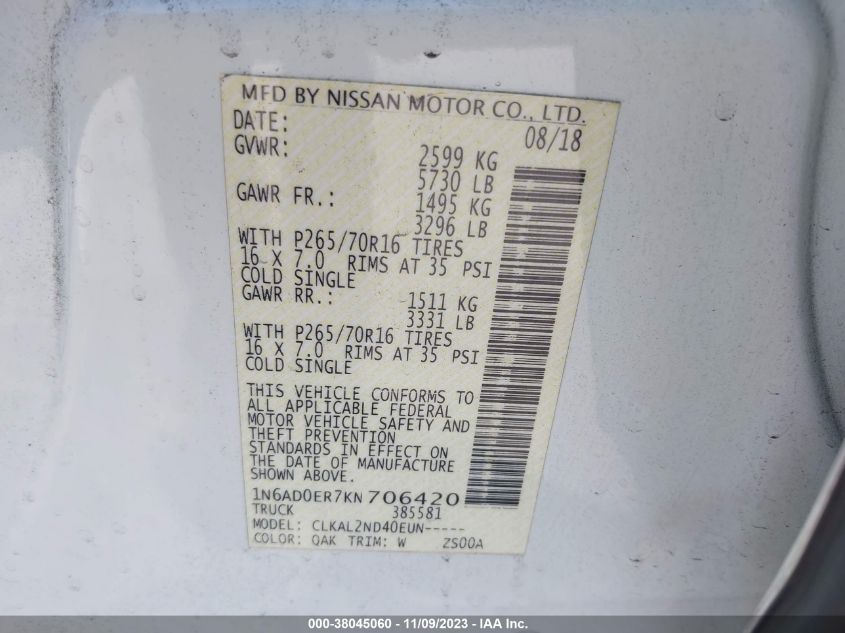 MFD BY NISSAN MOTOR CO., LTD.
DATE: 08/18
GVWR: 2599 KG
5730 LB
GAWR FR.: 1495 KG
3296 LB
WITH P265/70R16 TIRES
16 X 7.0 RIMS AT 35 PSI
COLD SINGLE
GAWR RR.: 1511 KG
3331 LB
WITH P265/70R16 TIRES
16 X 7.0 RIMS AT 35 PSI
COLD SINGLE
THIS VEHICLE CONFORMS TO
ALL APPLICABLE FEDERAL
MOTOR VEHICLE SAFETY AND
THEFT PREVENTION
STANDARDS IN EFFECT ON
THE DATE OF MANUFACTURE
SHOWN ABOVE.
1N6AD0ER7KN 706420
TRUCK 385581
MODEL: CLKAL2ND40EUN-----
COLOR: QAK TRIM: W ZS00A
000-38045060 - 11/09/2023 - IAA Inc.